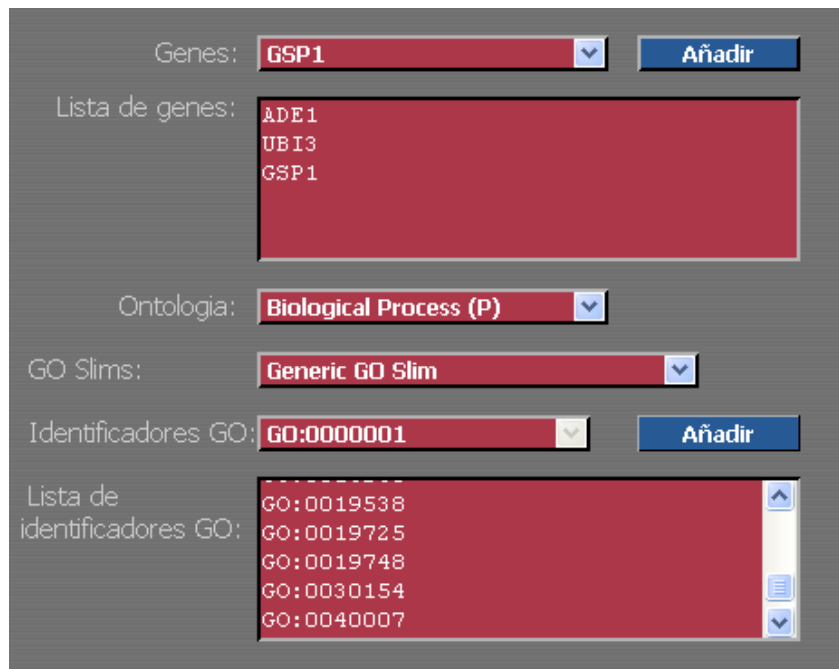 Genes: GSP1 Añadir
Lista de genes: ADE1
UBI3
GSP1
Ontologia: Biological Process (P)
GO Slims: Generic GO Slim
Identificadores GO: GO:0000001 Añadir
Lista de identificadores GO:
GO:0019538
GO:0019725
GO:0019748
GO:0030154
GO:0040007